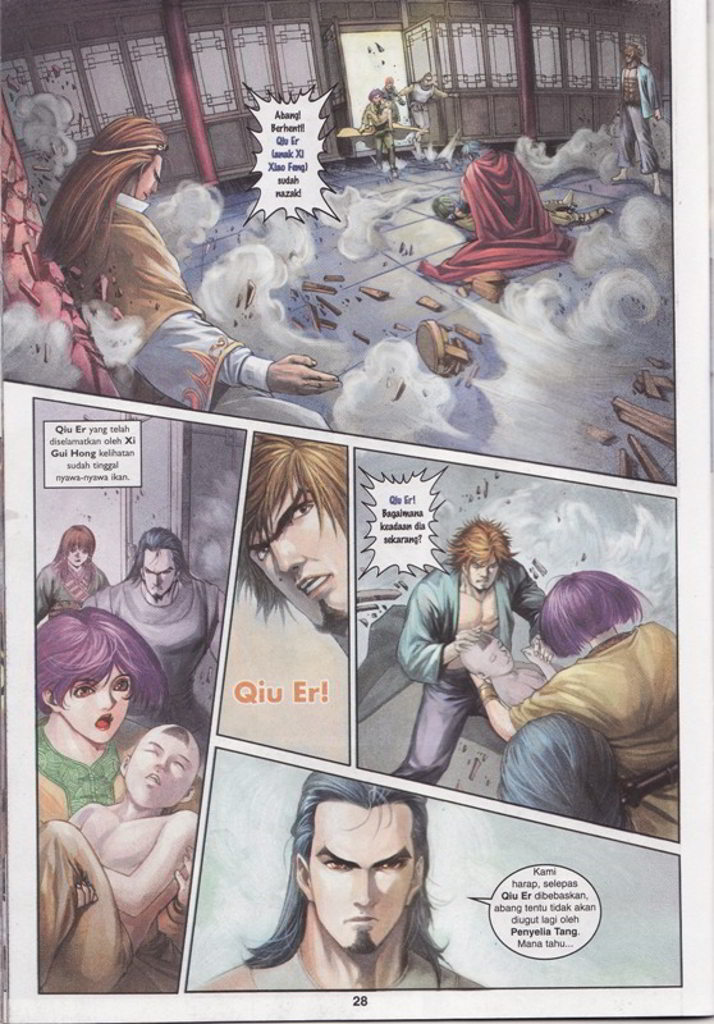 Abang!
Berhenti!
Qiu Er
(anak Xi
Xiao Feng)
sudah
nazak!
Qiu Er yang telah
diselamatkan oleh Xi
Gui Hong kelihatan
sudah tinggal
nyawa-nyawa ikan.
Qiu Er!
Qiu Er!
Bagaimana
keadaan dia
sekarang?
Kami
harap, selepas
Qiu Er dibebaskan,
abang tentu tidak akan
diugut lagi oleh
Penyelia Tang.
Mana tahu...
28